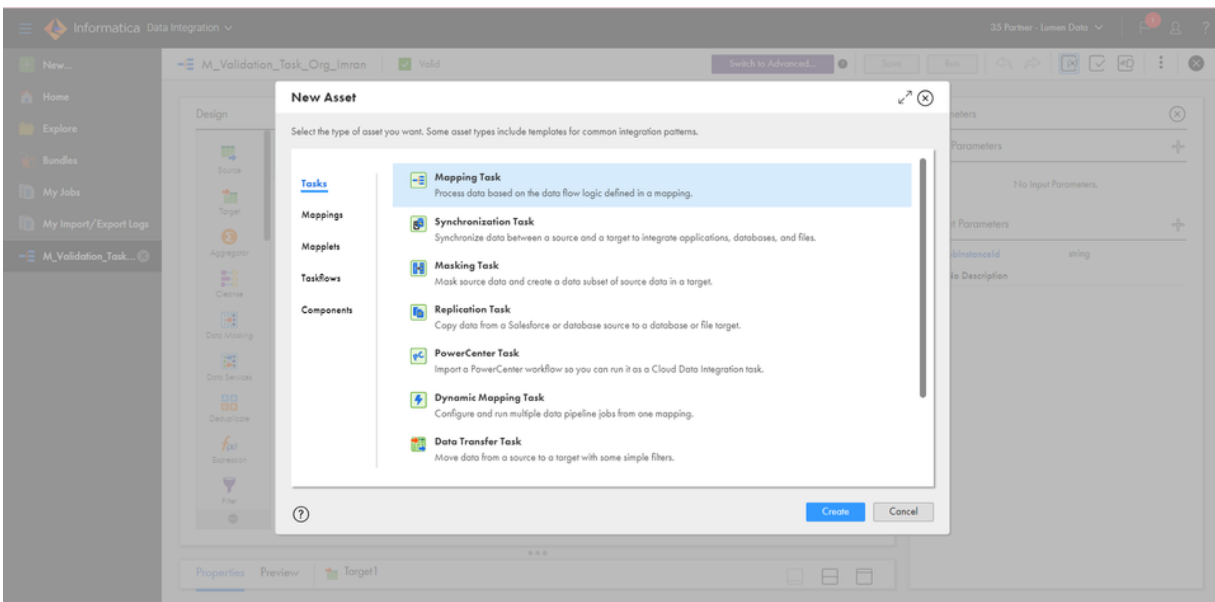 Informatica Data Integration
35 Partner - Lumen Data
?
New...
M_Validation_Task_Org_Imran
Valid
Switch to Advanced...
Save
Run
Home
Explore
Bundles
My Jobs
My Import/Export Logs
M_Validation_Task...
Design
Source
Target
Aggregator
Cleanse
Data Masking
Data Services
Deduplicate
f(x)
Expression
Filter
New Asset
Select the type of asset you want. Some asset types include templates for common integration patterns.
Tasks
Mappings
Mapplets
Taskflows
Components
Mapping Task
Process data based on the data flow logic defined in a mapping.
Synchronization Task
Synchronize data between a source and a target to integrate applications, databases, and files.
Masking Task
Mask source data and create a data subset of source data in a target.
Replication Task
Copy data from a Salesforce or database source to a database or file target.
PowerCenter Task
Import a PowerCenter workflow so you can run it as a Cloud Data Integration task.
Dynamic Mapping Task
Configure and run multiple data pipeline jobs from one mapping.
Data Transfer Task
Move data from a source to a target with some simple filters.
?
Create
Cancel
neters
Parameters
No Input Parameters.
t Parameters
binstanceId
string
No Description
Properties
Preview
Target1